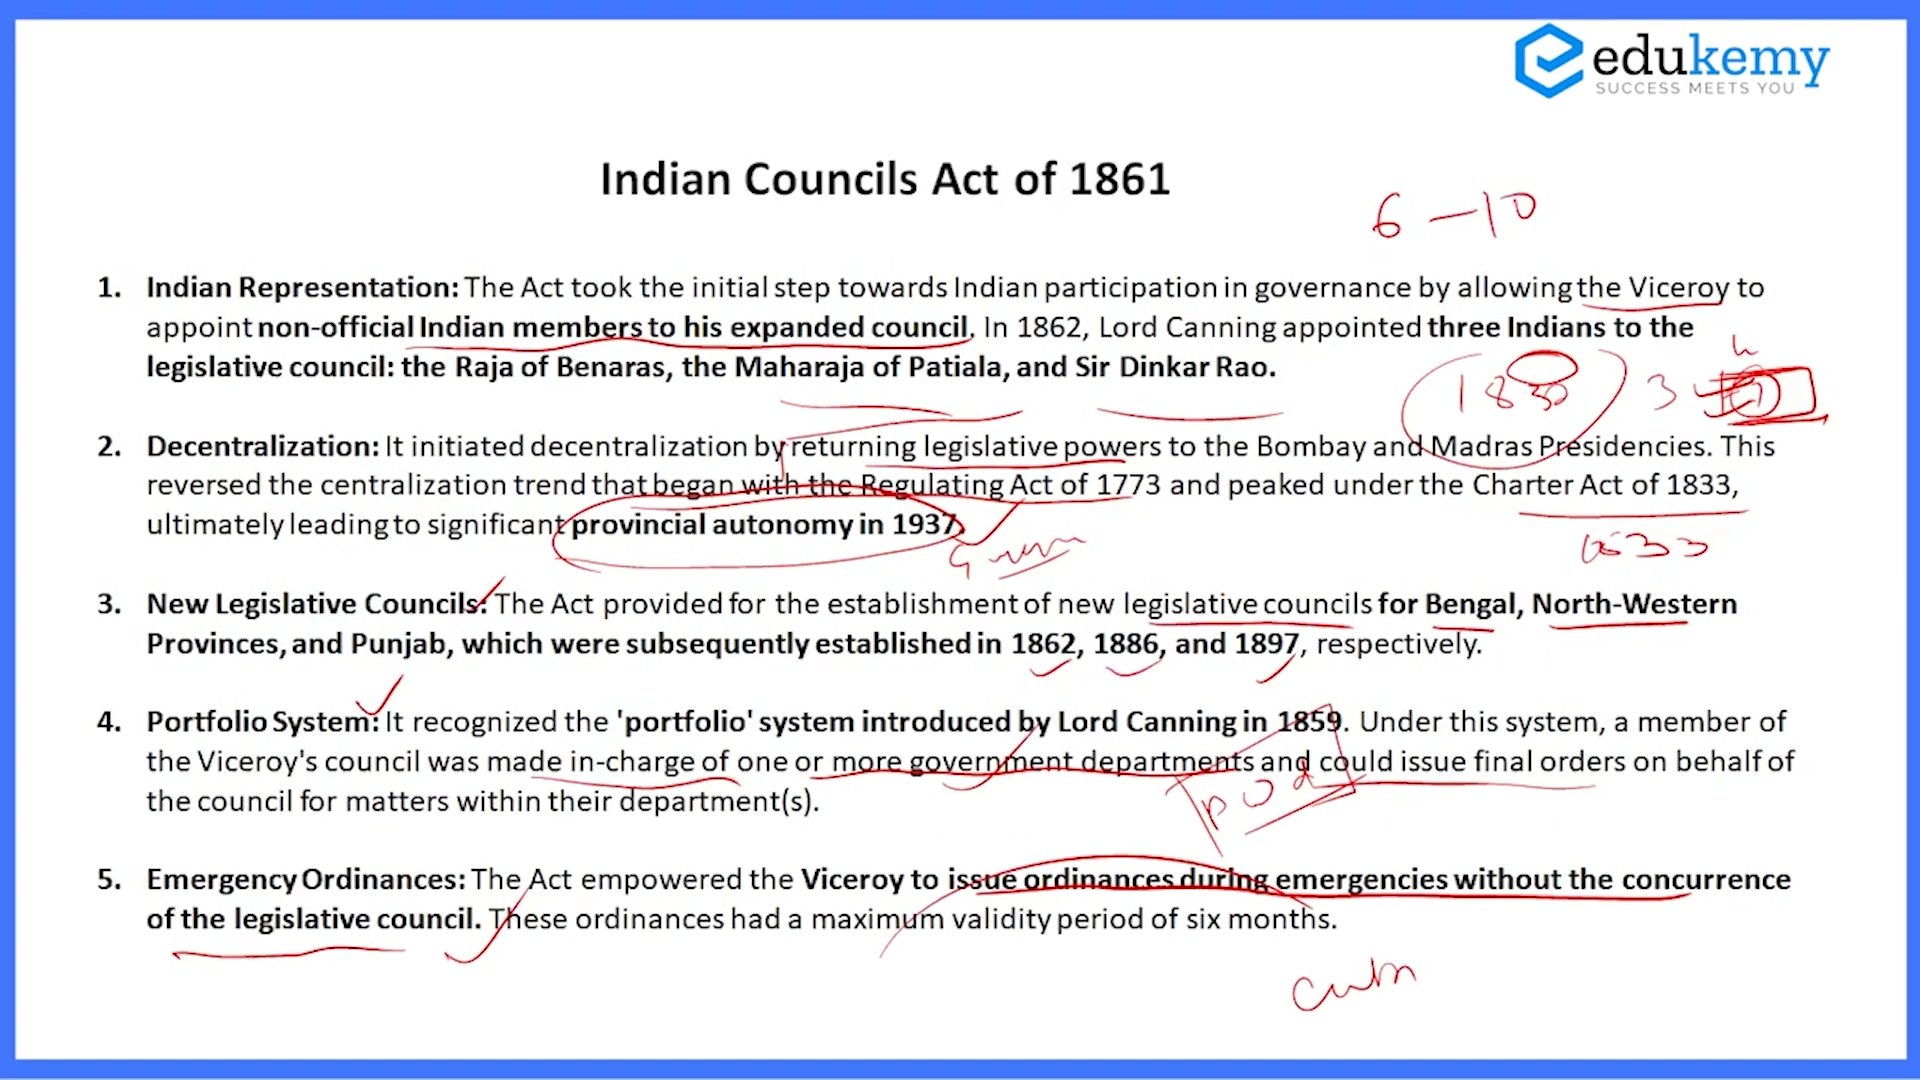 edukemy
SUCCESS MEETS YOU
Indian Councils Act of 1861
6 - 10
1. Indian Representation: The Act took the initial step towards Indian participation in governance by allowing the Viceroy to
appoint non-official Indian members to his expanded council. In 1862, Lord Canning appointed three Indians to the
legislative council: the Raja of Benaras, the Maharaja of Patiala, and Sir Dinkar Rao.
3
2. Decentralization: It initiated decentralization by returning legislative powers to the Bombay and Madras Presidencies. This
reversed the centralization trend that began with the Regulating Act of 1773 and peaked under the Charter Act of 1833,
ultimately leading to significant provincial autonomy in 1937.
3. New Legislative Councils: The Act provided for the establishment of new legislative councils for Bengal, North-Western
Provinces, and Punjab, which were subsequently established in 1862, 1886, and 1897, respectively.
4. Portfolio System: It recognized the 'portfolio' system introduced by Lord Canning in 1859. Under this system, a member of
the Viceroy's council was made in-charge of one or more government departments and could issue final orders on behalf of
the council for matters within their department(s).
5. Emergency Ordinances: The Act empowered the Viceroy to issue ordinances during emergencies without the concurrence
of the legislative council. These ordinances had a maximum validity period of six months.